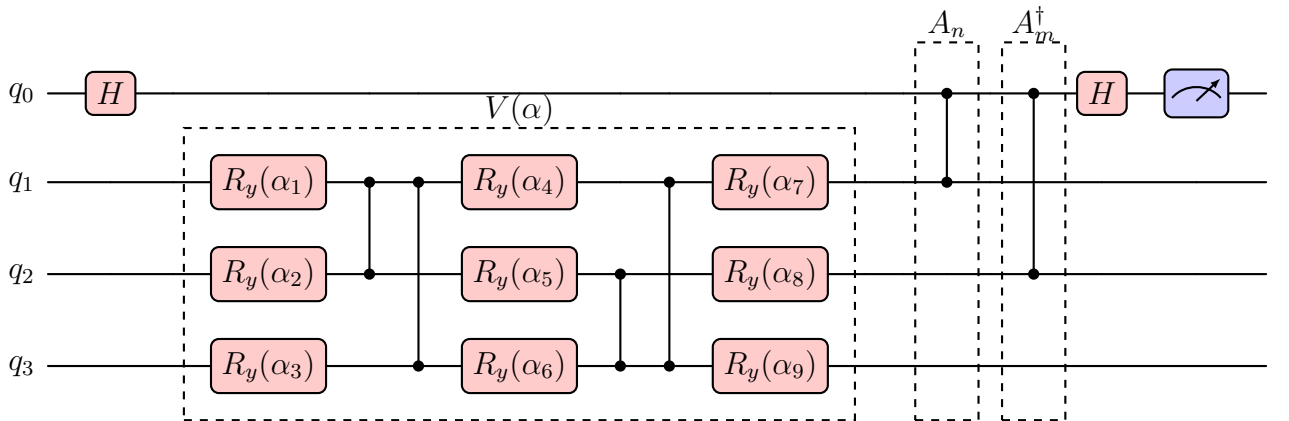 A_n A_m^†
q_0 H H
V(α)
q_1 R_y(α_1) R_y(α_4) R_y(α_7)
q_2 R_y(α_2) R_y(α_5) R_y(α_8)
q_3 R_y(α_3) R_y(α_6) R_y(α_9)